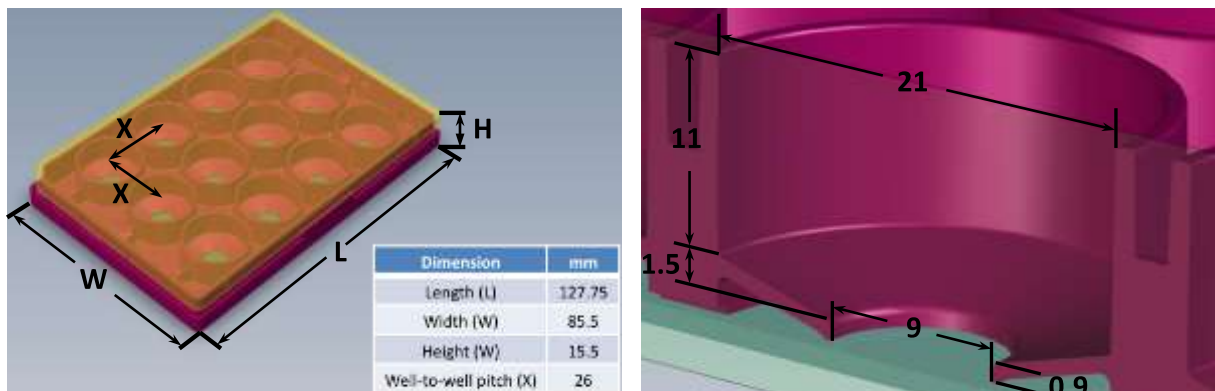 X
H
X
L
W
Dimension mm
Length (L) 127.75
Width (W) 85.5
Height (W) 15.5
Well-to-well pitch (X) 26
21
11
1.5
9
0.9